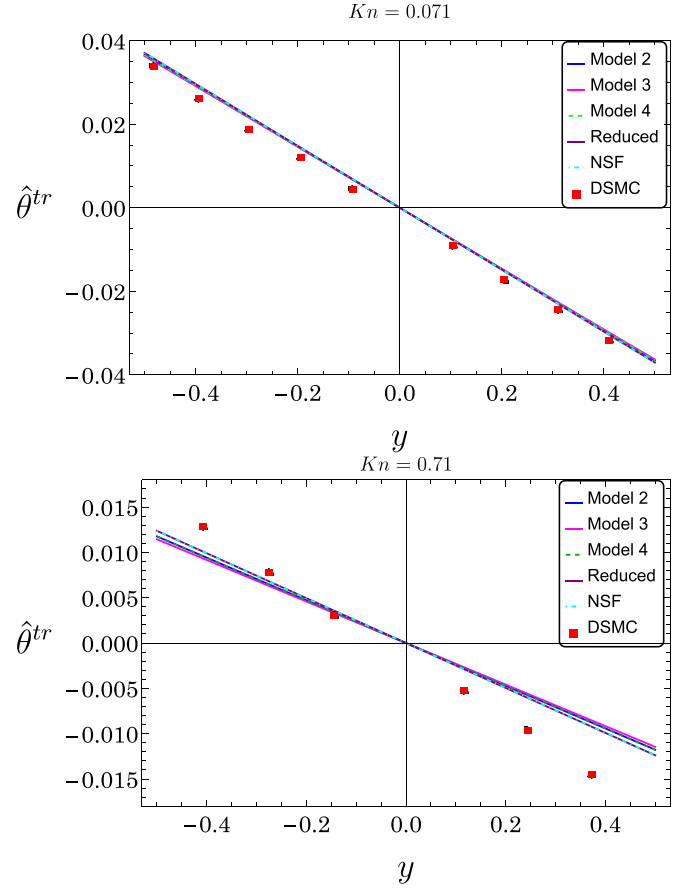 Kn = 0.071
0.04
0.02
0.00
−0.02
−0.04
θ̂^tr
−0.4
−0.2
0.0
0.2
0.4
y
Model 2
Model 3
Model 4
Reduced
NSF
DSMC
Kn = 0.71
0.015
0.010
0.005
0.000
−0.005
−0.010
−0.015
θ̂^tr
−0.4
−0.2
0.0
0.2
0.4
y
Model 2
Model 3
Model 4
Reduced
NSF
DSMC